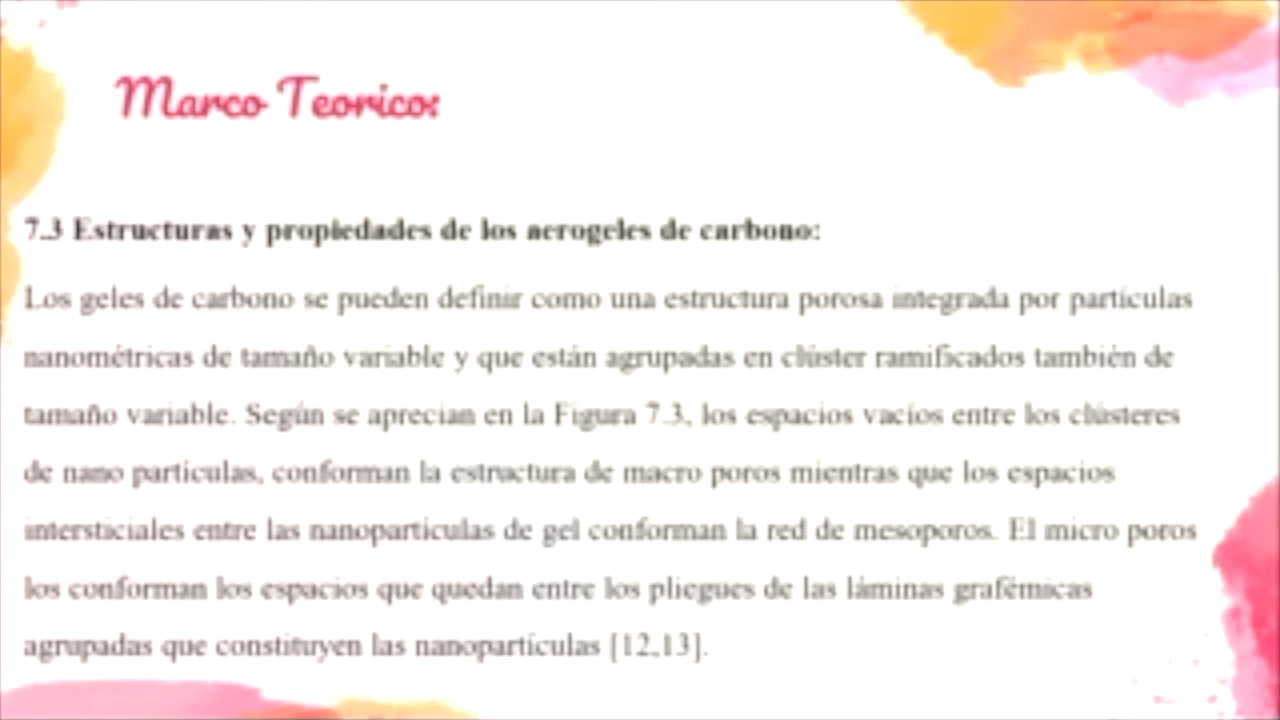 Marco Teorico:
7.3 Estructuras y propiedades de los aerogeles de carbono:
Los geles de carbono se pueden definir como una estructura porosa integrada por partículas
nanométricas de tamaño variable y que están agrupadas en clúster ramificados también de
tamaño variable. Según se aprecian en la Figura 7.3, los espacios vacíos entre los clústeres
de nano partículas, conforman la estructura de macro poros mientras que los espacios
intersticiales entre las nanopartículas de gel conforman la red de mesoporos. El micro poros
los conforman los espacios que quedan entre los pliegues de las láminas grafémicas
agrupadas que constituyen las nanopartículas [12,13].